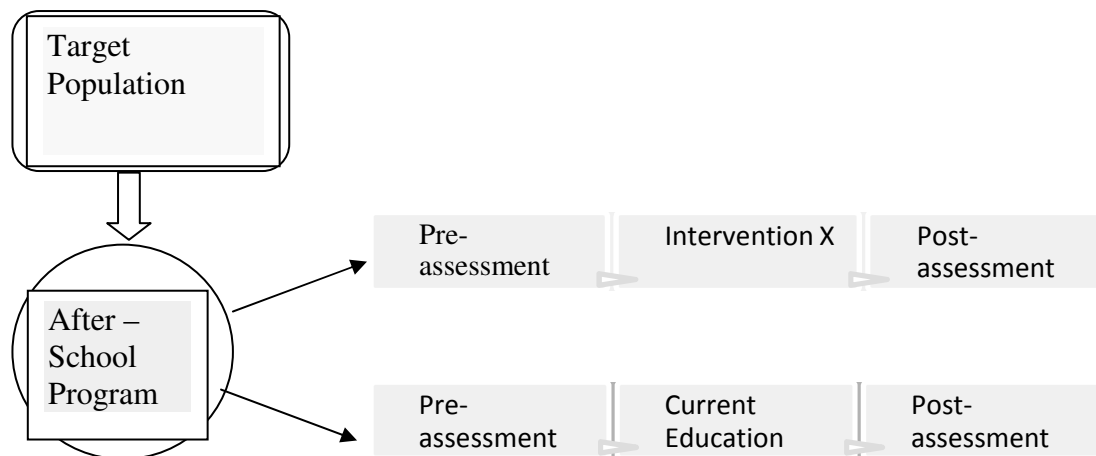 Target
Population
Pre-
assessment
Intervention X
Post-
assessment
After –
School
Program
Pre-
assessment
Current
Education
Post-
assessment